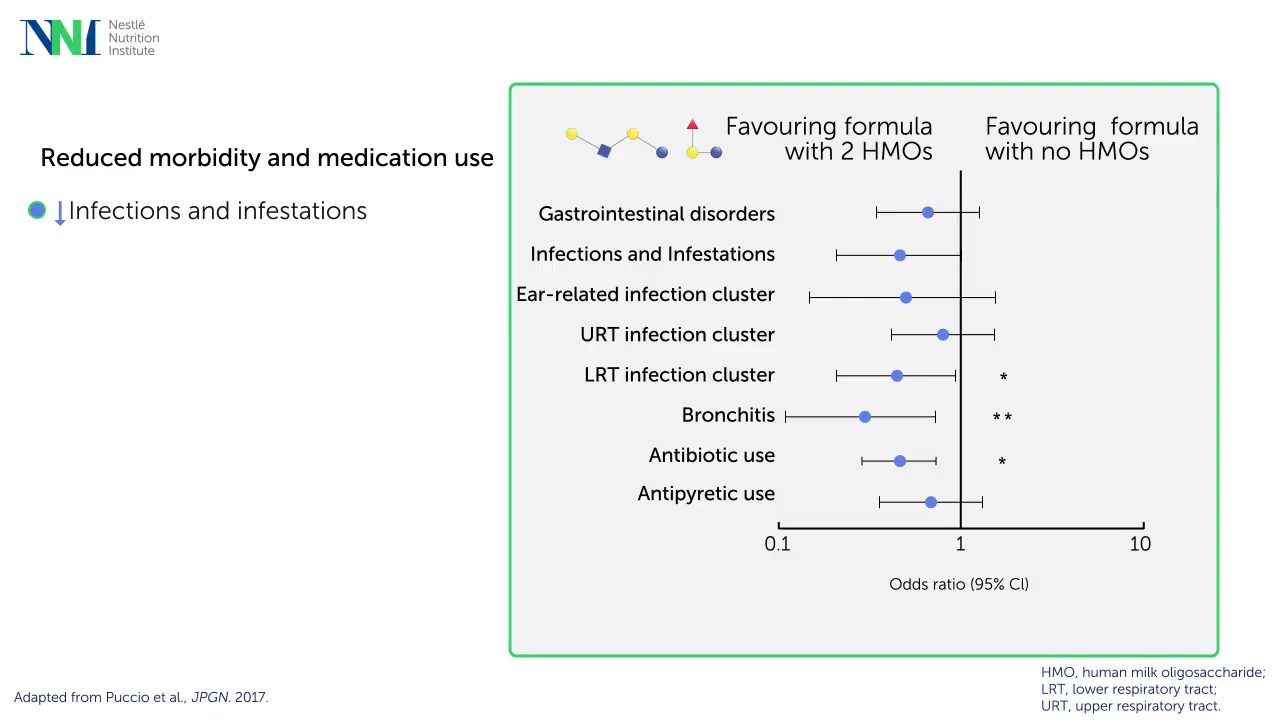 NNI
Nestlé
Nutrition
Institute
Reduced morbidity and medication use
↓Infections and infestations
Favouring formula
with 2 HMOs
Favouring formula
with no HMOs
Gastrointestinal disorders
Infections and Infestations
Ear-related infection cluster
URT infection cluster
LRT infection cluster *
Bronchitis **
Antibiotic use *
Antipyretic use
0.1 1 10
Odds ratio (95% Cl)
Adapted from Puccio et al., JPGN. 2017.
HMO, human milk oligosaccharide;
LRT, lower respiratory tract;
URT, upper respiratory tract.